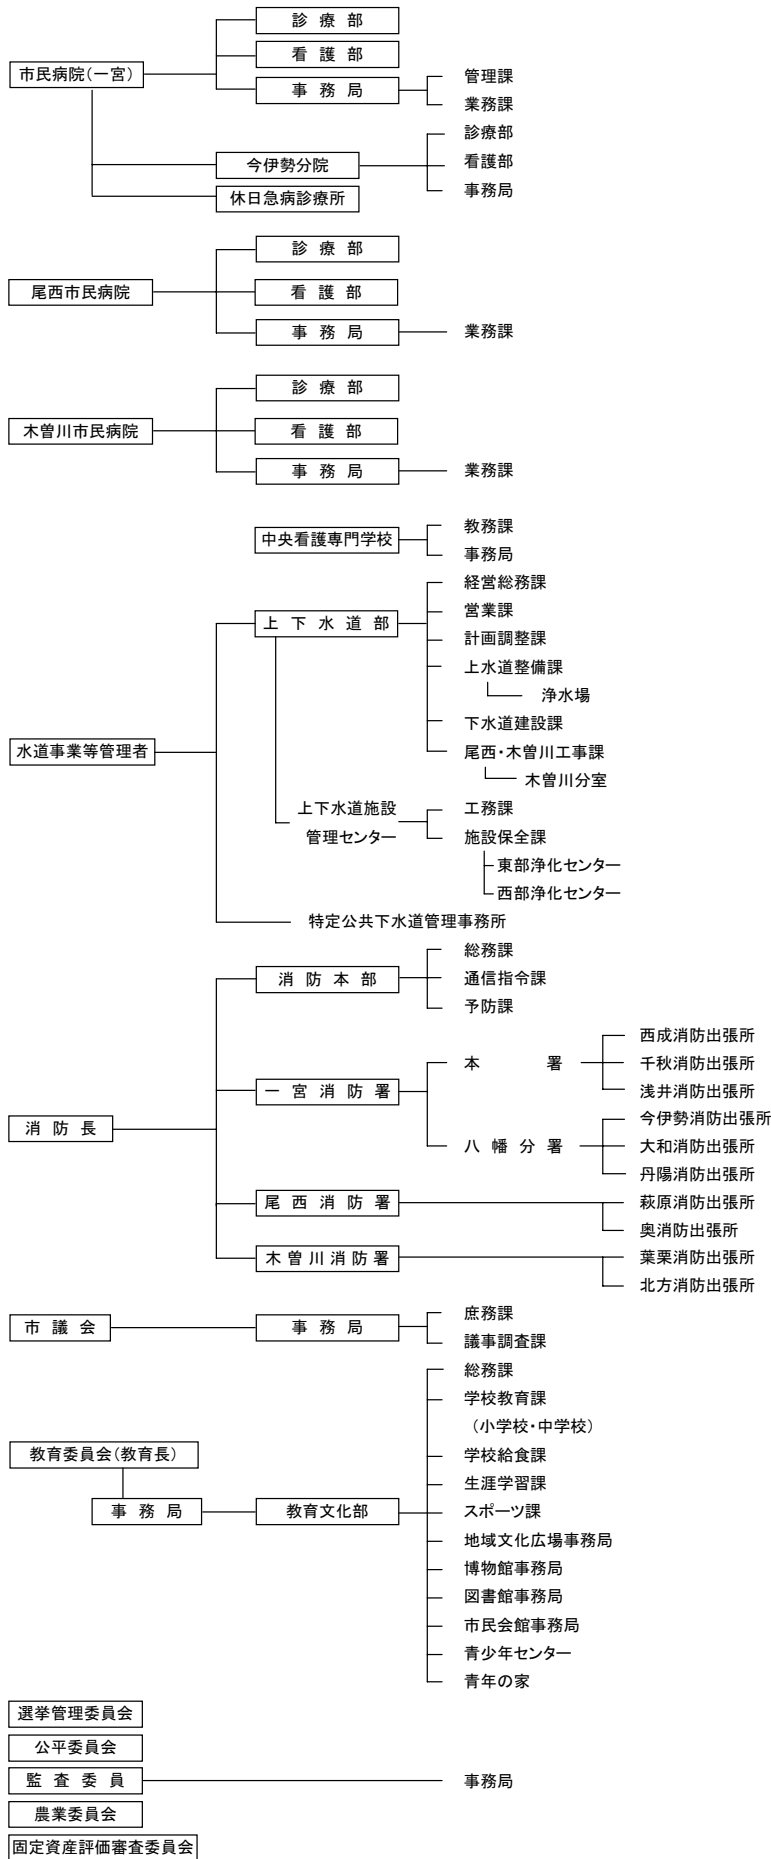 診療部
看護部
市民病院(一宮)
事務局
管理課
業務課
診療部
今伊勢分院
看護部
事務局
休日急病診療所
診療部
尾西市民病院
看護部
事務局
業務課
診療部
木曽川市民病院
看護部
事務局
業務課
中央看護専門学校
教務課
事務局
経営総務課
上下水道部
営業課
計画調整課
上水道整備課
浄水場
下水道建設課
水道事業等管理者
尾西・木曽川工事課
木曽川分室
上下水道施設
管理センター
工務課
施設保全課
東部浄化センター
西部浄化センター
特定公共下水道管理事務所
総務課
消防本部
通信指令課
予防課
西成消防出張所
本署
千秋消防出張所
一宮消防署
浅井消防出張所
消防長
今伊勢消防出張所
八幡分署
大和消防出張所
丹陽消防出張所
尾西消防署
萩原消防出張所
奥消防出張所
木曽川消防署
葉栗消防出張所
北方消防出張所
市議会
事務局
庶務課
議事調査課
総務課
学校教育課
(小学校・中学校)
教育委員会(教育長)
学校給食課
生涯学習課
事務局
教育文化部
スポーツ課
地域文化広場事務局
博物館事務局
図書館事務局
市民会館事務局
青少年センター
青年の家
選挙管理委員会
公平委員会
監査委員
事務局
農業委員会
固定資産評価審査委員会